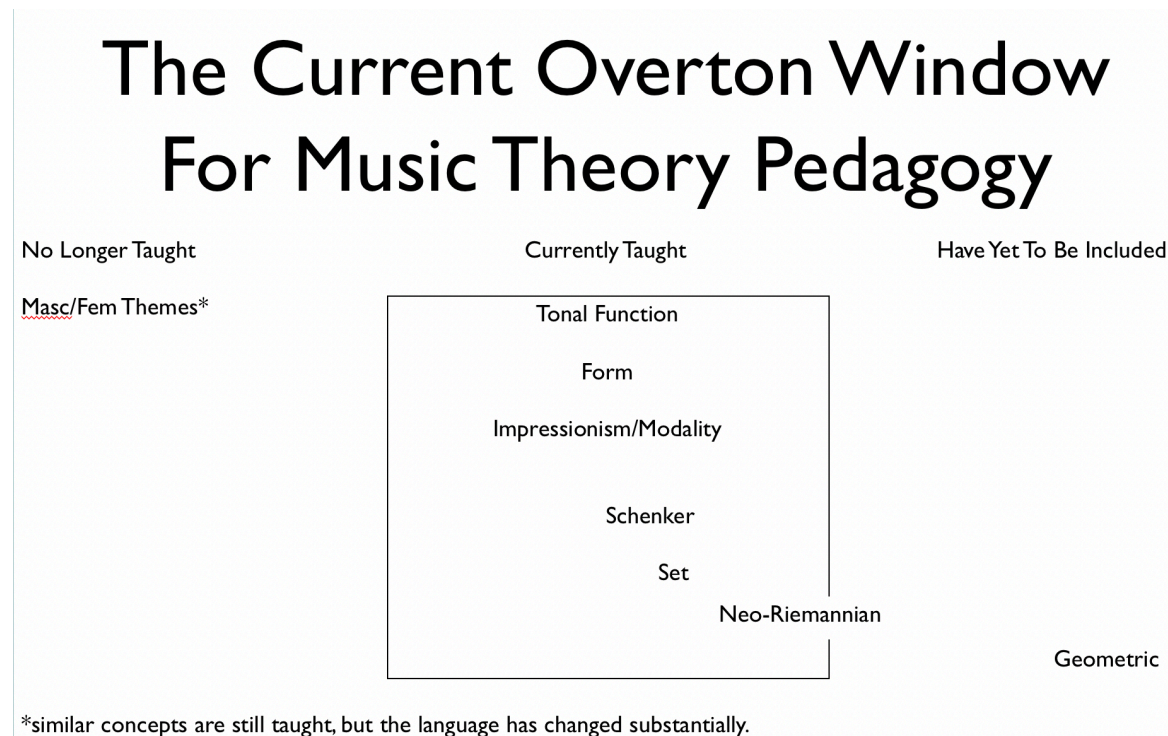 The Current Overton Window
For Music Theory Pedagogy
No Longer Taught
Currently Taught
Have Yet To Be Included
Masc/Fem Themes*
Tonal Function
Form
Impressionism/Modality
Schenker
Set
Neo-Riemannian
Geometric
*similar concepts are still taught, but the language has changed substantially.